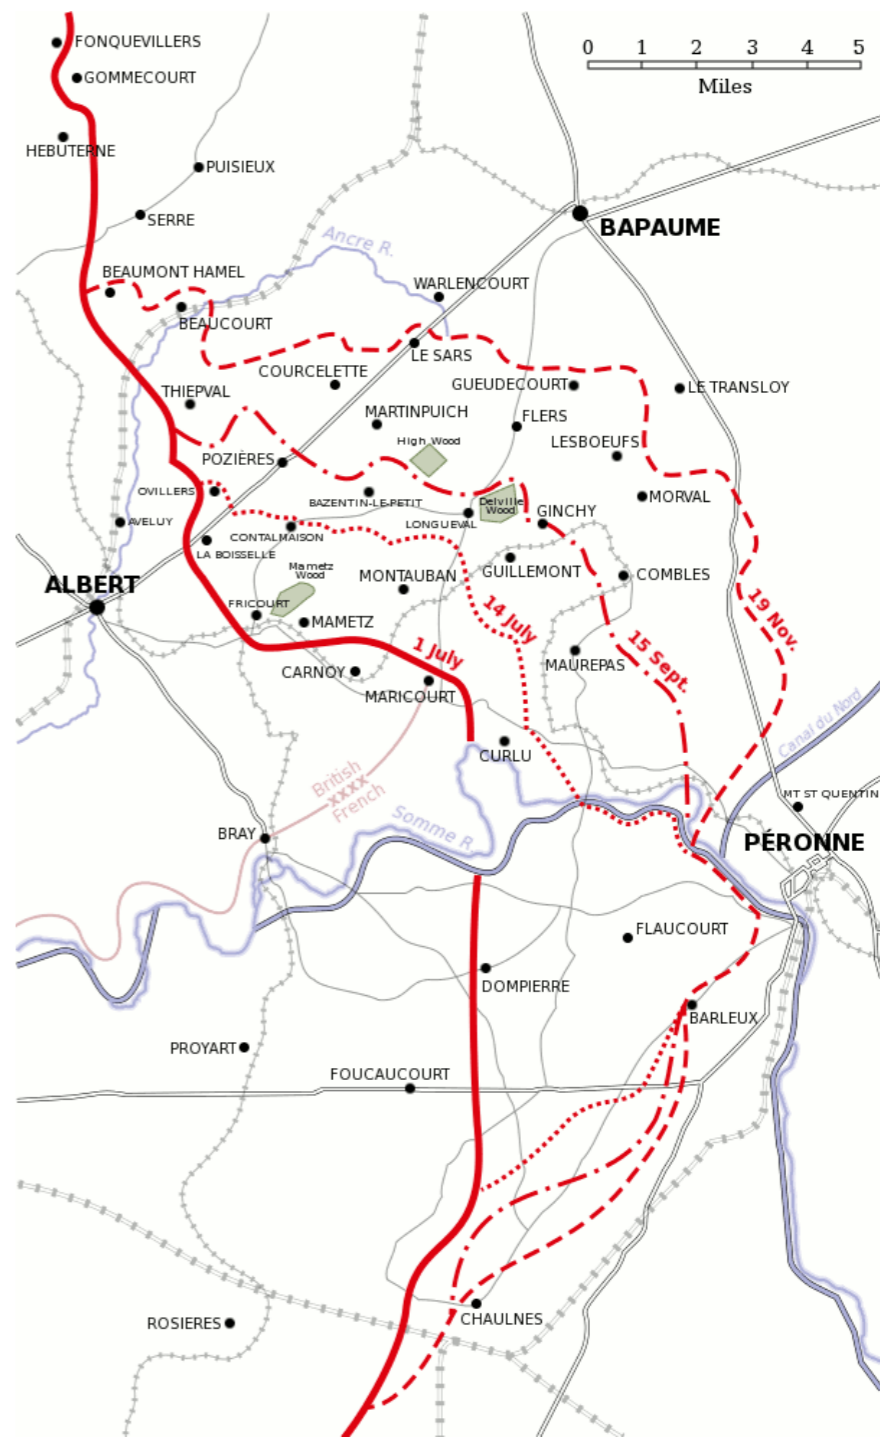 0 1 2 3 4 5
Miles
FONQUEVILLERS
GOMMECOURT
HEBUTERNE
PUISIEUX
SERRE
BAPAUME
Ancre R.
BEAUMONT HAMEL
WARLENCOURT
BEAUCOURT
LE SARS
COURCELETTE
GUEUDECOURT
LE TRANSLOY
THIEPVAL
MARTINPUICH
FLERS
High Wood
LESBOEUFS
POZIÈRES
OVILLERS
BAZENTIN-LE-PETIT
Delville
Wood
MORVAL
AVELUY
LONGUEVAL
GINCHY
CONTALMAISON
LA BOISSELLE
Mametz
Wood
MONTAUBAN
GUILLEMONT
COMBLES
ALBERT
FRICOURT
MAMETZ
14 July
19 Nov.
1 July
15 Sept.
CARNOY
MAUREPAS
MARICOURT
Canal du Nord
CURLU
British
XXXX
French
MT ST QUENTIN
Somme R.
BRAY
PÉRONNE
FLAUCOURT
DOMPIERRE
BARLEUX
PROYART
FOUCAUCOURT
CHAULNES
ROSIERES